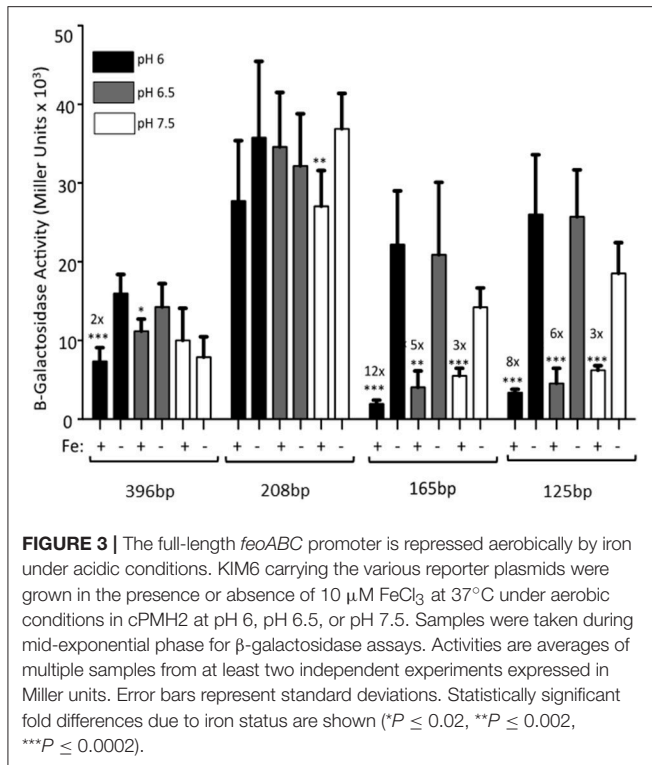 50
40
30
20
10
0
Β-Galactosidase Activity (Miller Units x 10³)
pH 6
pH 6.5
pH 7.5
2x
***
*
**
12x
***
5x
**
3x
***
8x
***
6x
***
3x
***
Fe: + - + - + - + - + - + - + - + - + - + - + - + -
396bp 208bp 165bp 125bp
FIGURE 3 | The full-length feoABC promoter is repressed aerobically by iron
under acidic conditions. KIM6 carrying the various reporter plasmids were
grown in the presence or absence of 10 μM FeCl₃ at 37°C under aerobic
conditions in cPMH2 at pH 6, pH 6.5, or pH 7.5. Samples were taken during
mid-exponential phase for β-galactosidase assays. Activities are averages of
multiple samples from at least two independent experiments expressed in
Miller units. Error bars represent standard deviations. Statistically significant
fold differences due to iron status are shown (*P ≤ 0.02, **P ≤ 0.002,
***P ≤ 0.0002).